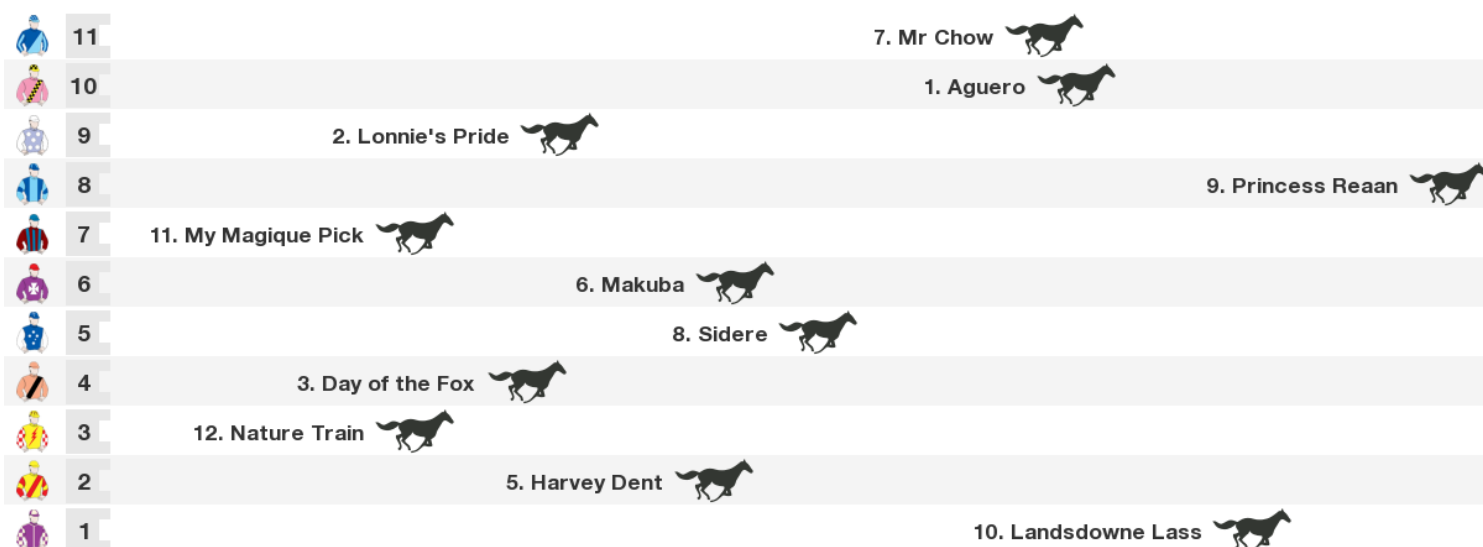 11 7. Mr Chow
10 1. Aguero
9 2. Lonnie's Pride
8 9. Princess Reaan
7 11. My Magique Pick
6 6. Makuba
5 8. Sidere
4 3. Day of the Fox
3 12. Nature Train
2 5. Harvey Dent
1 10. Landsdowne Lass